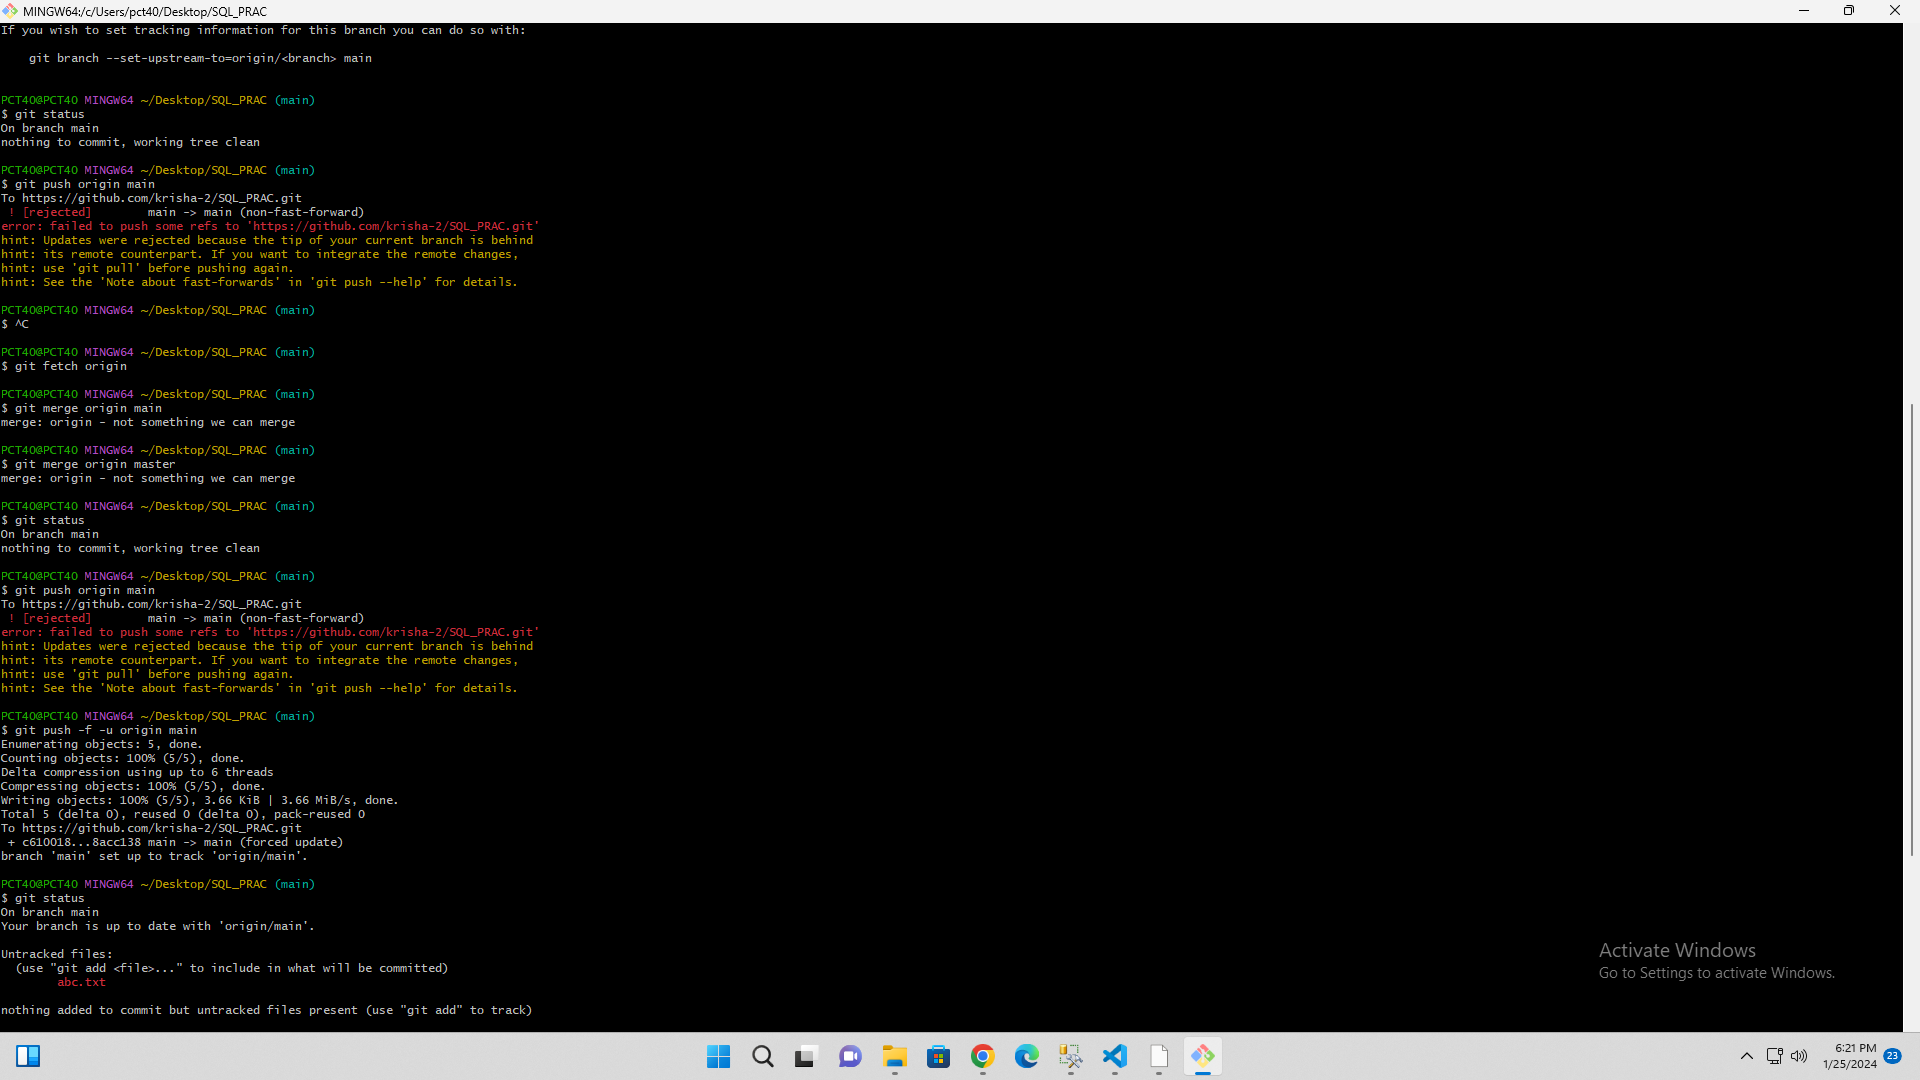 MINGW64:/c/Users/pct40/Desktop/SQL_PRAC
If you wish to set tracking information for this branch you can do so with:
git branch --set-upstream-to=origin/<branch> main
PCT40@PCT40 MINGW64 ~/Desktop/SQL_PRAC (main)
$ git status
On branch main
nothing to commit, working tree clean
PCT40@PCT40 MINGW64 ~/Desktop/SQL_PRAC (main)
$ git push origin main
To https://github.com/krisha-2/SQL_PRAC.git
! [rejected]        main -> main (non-fast-forward)
error: failed to push some refs to 'https://github.com/krisha-2/SQL_PRAC.git'
hint: Updates were rejected because the tip of your current branch is behind
hint: its remote counterpart. If you want to integrate the remote changes,
hint: use 'git pull' before pushing again.
hint: See the 'Note about fast-forwards' in 'git push --help' for details.
PCT40@PCT40 MINGW64 ~/Desktop/SQL_PRAC (main)
$ ^C
PCT40@PCT40 MINGW64 ~/Desktop/SQL_PRAC (main)
$ git fetch origin
PCT40@PCT40 MINGW64 ~/Desktop/SQL_PRAC (main)
$ git merge origin main
merge: origin - not something we can merge
PCT40@PCT40 MINGW64 ~/Desktop/SQL_PRAC (main)
$ git merge origin master
merge: origin - not something we can merge
PCT40@PCT40 MINGW64 ~/Desktop/SQL_PRAC (main)
$ git status
On branch main
nothing to commit, working tree clean
PCT40@PCT40 MINGW64 ~/Desktop/SQL_PRAC (main)
$ git push origin main
To https://github.com/krisha-2/SQL_PRAC.git
! [rejected]        main -> main (non-fast-forward)
error: failed to push some refs to 'https://github.com/krisha-2/SQL_PRAC.git'
hint: Updates were rejected because the tip of your current branch is behind
hint: its remote counterpart. If you want to integrate the remote changes,
hint: use 'git pull' before pushing again.
hint: See the 'Note about fast-forwards' in 'git push --help' for details.
PCT40@PCT40 MINGW64 ~/Desktop/SQL_PRAC (main)
$ git push -f -u origin main
Enumerating objects: 5, done.
Counting objects: 100% (5/5), done.
Delta compression using up to 6 threads
Compressing objects: 100% (5/5), done.
Writing objects: 100% (5/5), 3.66 KiB | 3.66 MiB/s, done.
Total 5 (delta 0), reused 0 (delta 0), pack-reused 0
To https://github.com/krisha-2/SQL_PRAC.git
+ c610018...8acc138 main -> main (forced update)
branch 'main' set up to track 'origin/main'.
PCT40@PCT40 MINGW64 ~/Desktop/SQL_PRAC (main)
$ git status
On branch main
Your branch is up to date with 'origin/main'.
Untracked files:
(use "git add <file>..." to include in what will be committed)
abc.txt
nothing added to commit but untracked files present (use "git add" to track)
Activate Windows
Go to Settings to activate Windows.
6:21 PM
1/25/2024
23